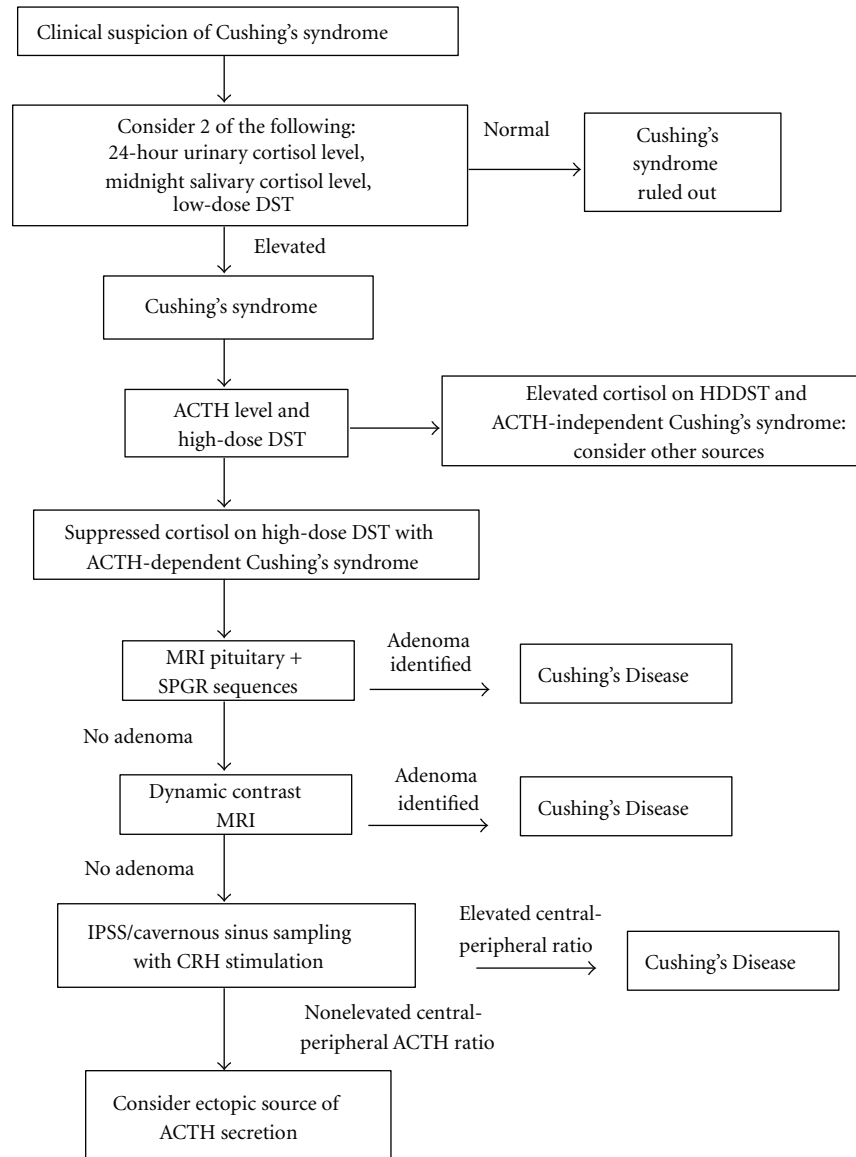 Clinical suspicion of Cushing's syndrome
Consider 2 of the following:
24-hour urinary cortisol level,
midnight salivary cortisol level,
low-dose DST
Normal
Cushing's
syndrome
ruled out
Elevated
Cushing's syndrome
ACTH level and
high-dose DST
Elevated cortisol on HDDST and
ACTH-independent Cushing's syndrome:
consider other sources
Suppressed cortisol on high-dose DST with
ACTH-dependent Cushing's syndrome
MRI pituitary +
SPGR sequences
Adenoma
identified
Cushing's Disease
No adenoma
Dynamic contrast
MRI
Adenoma
identified
Cushing's Disease
No adenoma
IPSS/cavernous sinus sampling
with CRH stimulation
Elevated central-
peripheral ratio
Cushing's Disease
Nonelevated central-
peripheral ACTH ratio
Consider ectopic source of
ACTH secretion